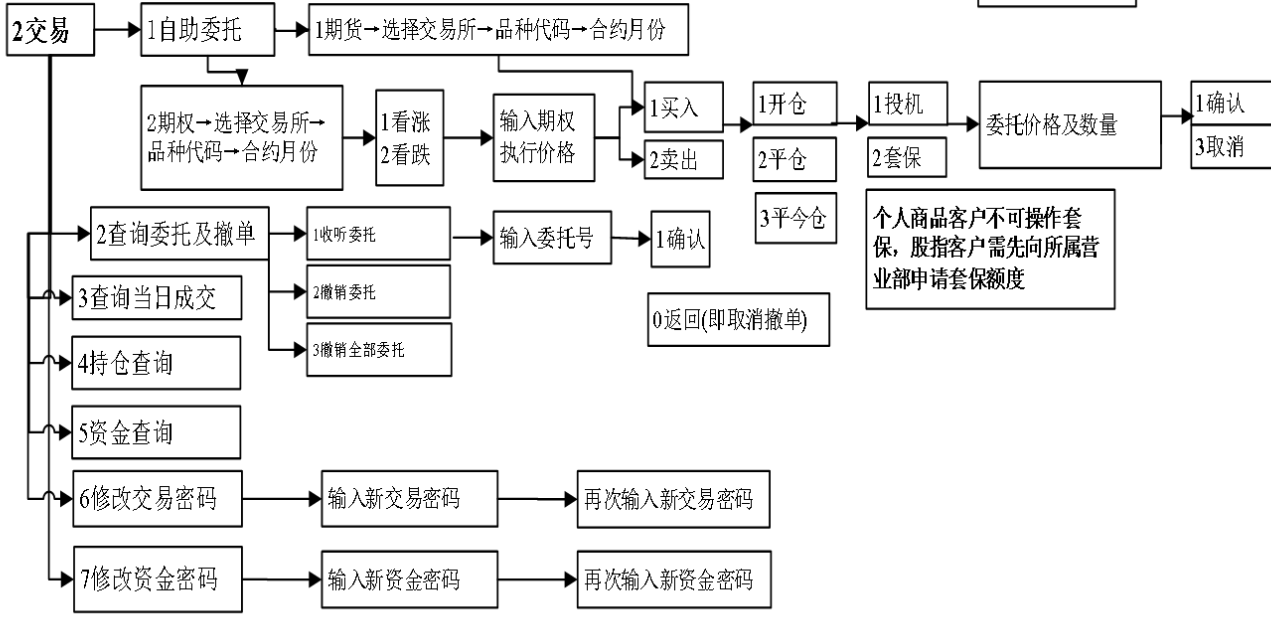 2交易
1自助委托
1期货→选择交易所→品种代码→合约月份
2期权→选择交易所→
品种代码→合约月份
1看涨
2看跌
输入期权
执行价格
1买入
2卖出
1开仓
2平仓
3平今仓
1投机
2套保
委托价格及数量
1确认
3取消
个人商品客户不可操作套
保，股指客户需先向所属营
业部申请套保额度
2查询委托及撤单
1收听委托
2撤销委托
3撤销全部委托
输入委托号
1确认
0返回(即取消撤单)
3查询当日成交
4持仓查询
5资金查询
6修改交易密码
输入新交易密码
再次输入新交易密码
7修改资金密码
输入新资金密码
再次输入新资金密码